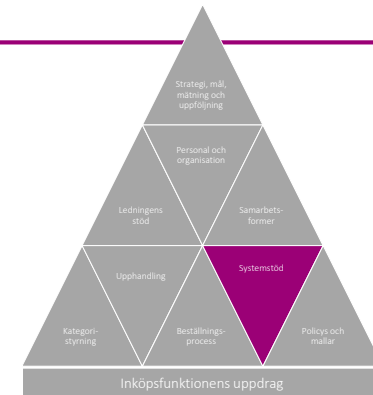 Strategi, mål,
mätning och
uppföljning
Personal och
organisation
Ledningens
stöd
Samarbets-
former
Upphandling
Systemstöd
Kategori-
styrning
Beställnings-
process
Policys och
mallar
Inköpsfunktionens uppdrag